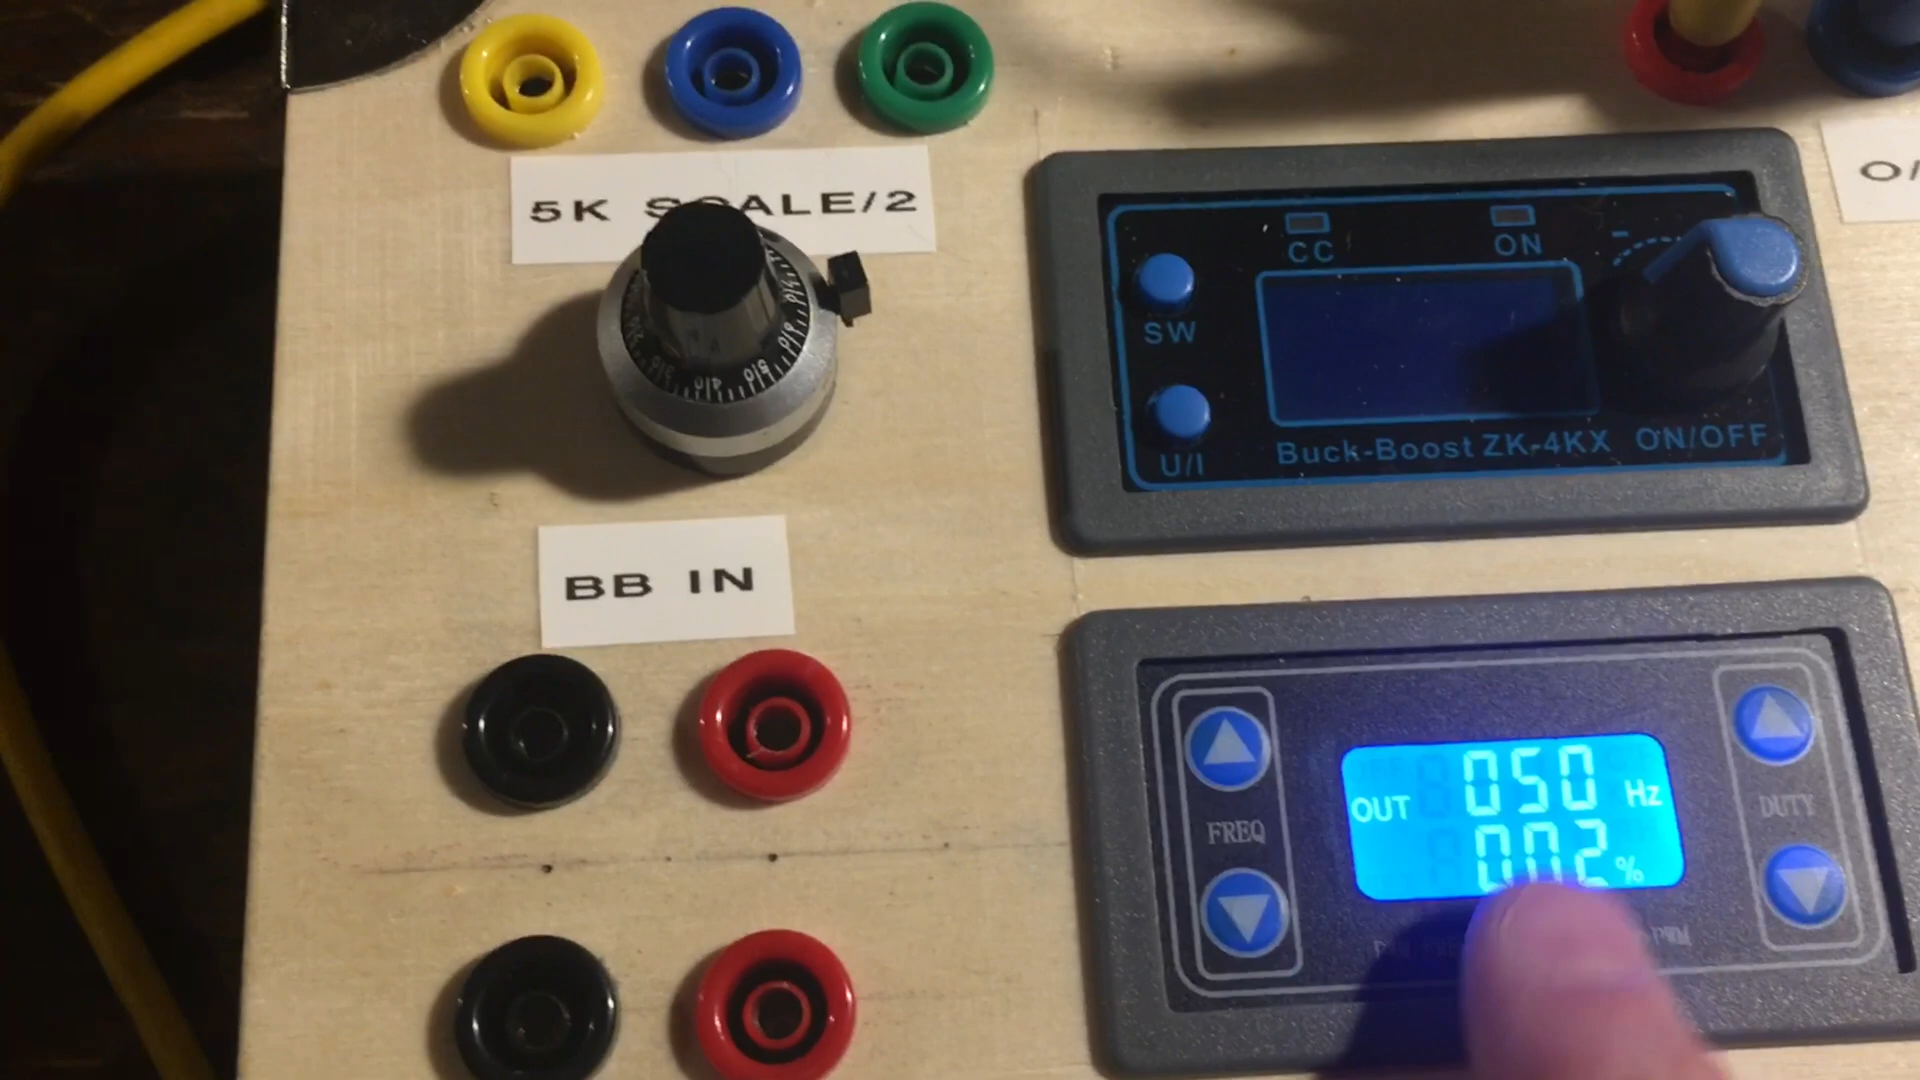 5K SCALE/2
CC
ON
SW
U/I
Buck-Boost ZK-4KX ON/OFF
BB IN
FREQ
OUT 050 Hz
002 %
DUTY